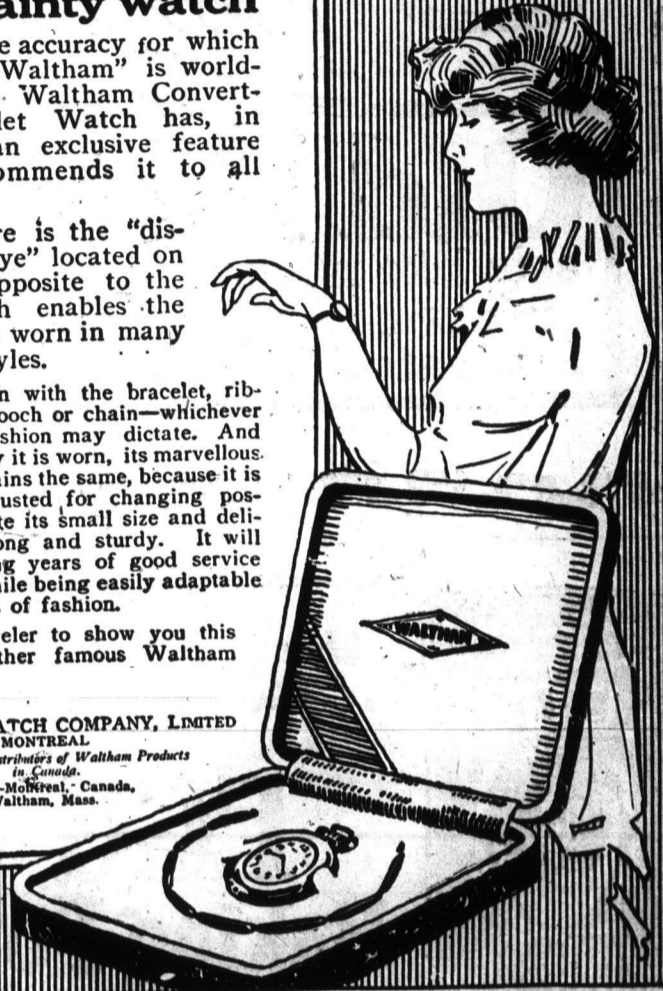 ainty watch
e accuracy for which
Waltham" is world-
Waltham Convert-
let Watch has, in
an exclusive feature
ommends it to all
re is the "dis-
ye" located on
pposite to the
h enables the
worn in many
yles.
n with the bracelet, rib-
ooch or chain—whichever
shion may dictate. And
y it is worn, its marvellous
ins the same, because it is
usted for changing pos-
te its small size and deli-
ong and sturdy. It will
ng years of good service
ile being easily adaptable
of fashion.
eler to show you this
ther famous Waltham
ATCH COMPANY, LIMITED
MONTREAL
stributors of Waltham Products
in Canada.
-Montreal, Canada,
Waltham, Mass.
WALTHAM